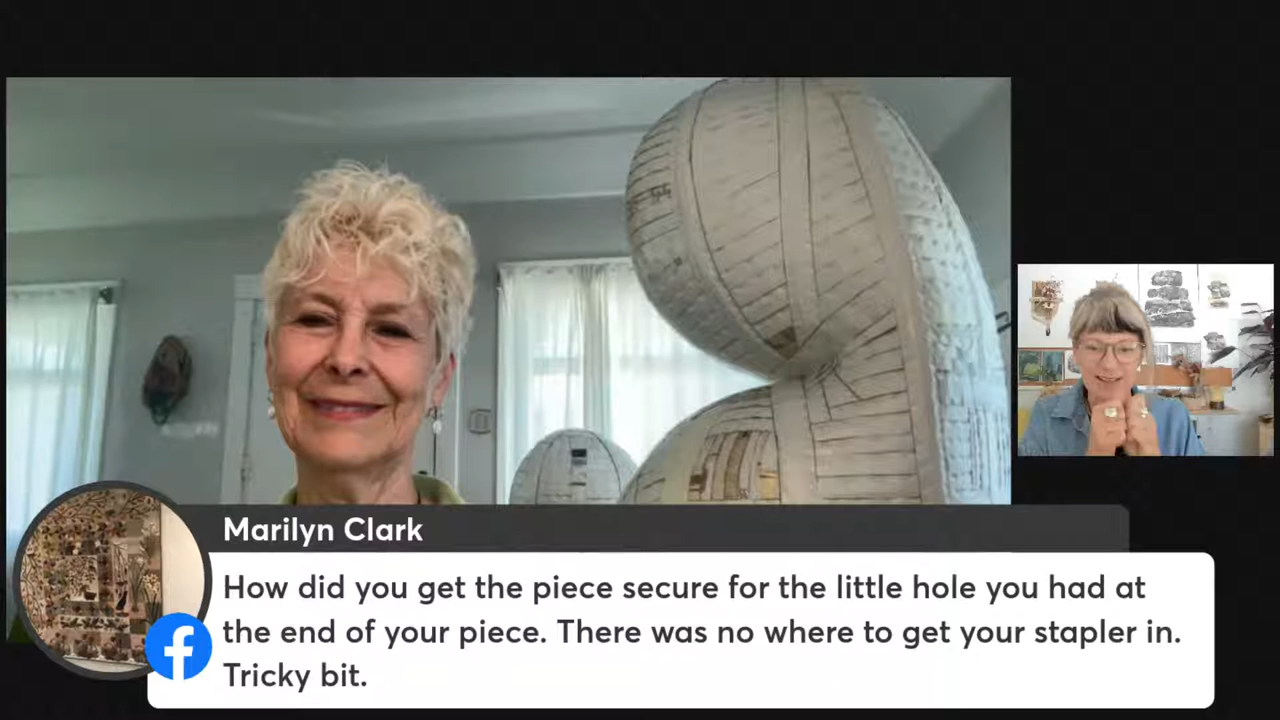 Marilyn Clark
How did you get the piece secure for the little hole you had at
the end of your piece. There was no where to get your stapler in.
Tricky bit.